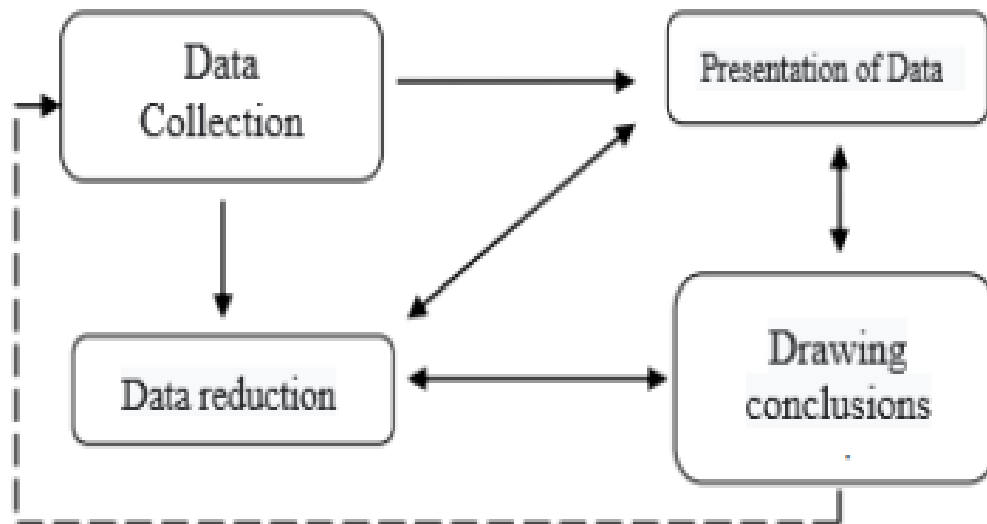 Data
Collection
Presentation of Data
Data reduction
Drawing
conclusions
.